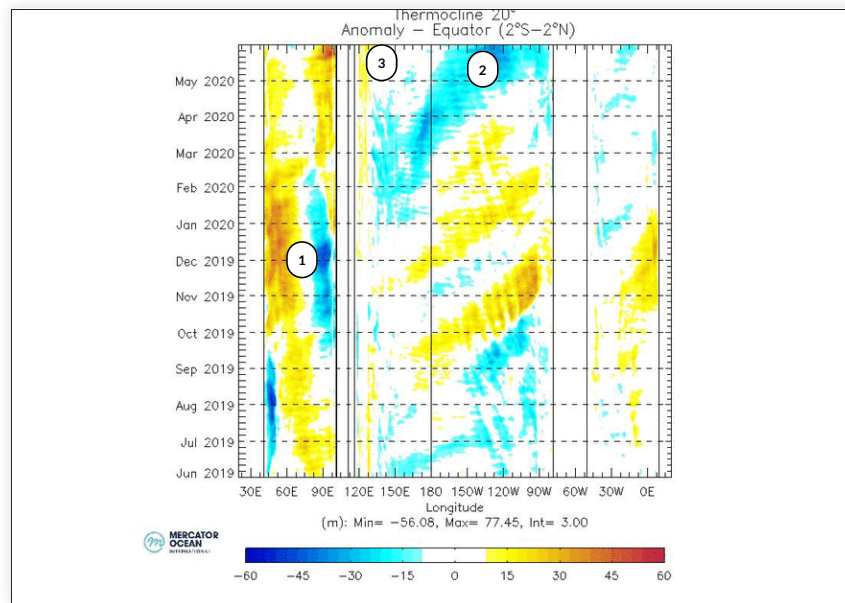 Thermocline 20°
Anomaly – Equator (2°S–2°N)
3
2
May 2020
Apr 2020
Mar 2020
Feb 2020
Jan 2020
1
Dec 2019
Nov 2019
Oct 2019
Sep 2019
Aug 2019
Jul 2019
Jun 2019
30E 60E 90E 120E 150E 180 150W 120W 90W 60W 30W 0E
Longitude
(m): Min= −56.08, Max= 77.45, Int= 3.00
MERCATOR
OCEAN
INTERNATIONAL
−60 −45 −30 −15 0 15 30 45 60